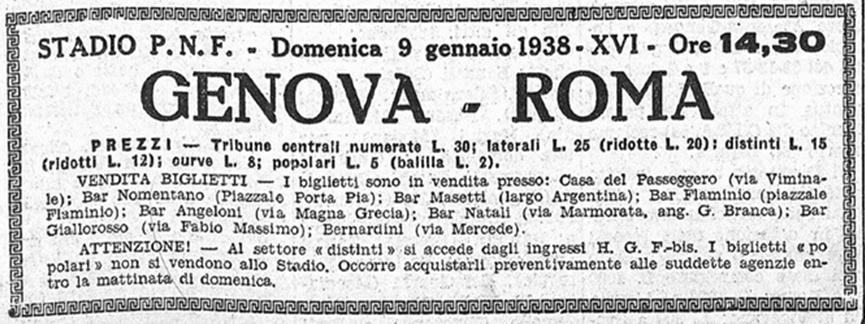 STADIO P. N. F. - Domenica 9 gennaio 1938 - XVI - Ore 14,30
GENOVA - ROMA
PREZZI — Tribune centrali numerate L. 30; laterali L. 25 (ridotte L. 20); distinti L. 15
(ridotti L. 12); curve L. 8; popolari L. 5 (balilla L. 2).
VENDITA BIGLIETTI — I biglietti sono in vendita presso: Casa del Passeggero (via Vimina-
le); Bar Nomentano (Piazzale Porta Pia); Bar Masetti (largo Argentina); Bar Flaminio (piazzale
Flaminio); Bar Angeloni (via Magna Grecia); Bar Natali (via Marmorata, ang. G. Branca); Bar
Giallorosso (via Fabio Massimo); Bernardini (via Mercede).
ATTENZIONE! — Al settore « distinti » si accede dagli ingressi H. G. F.-bis. I biglietti « po
polari » non si vendono allo Stadio. Occorre acquistarli preventivamente alle suddette agenzie en-
tro la mattinata di domenica.